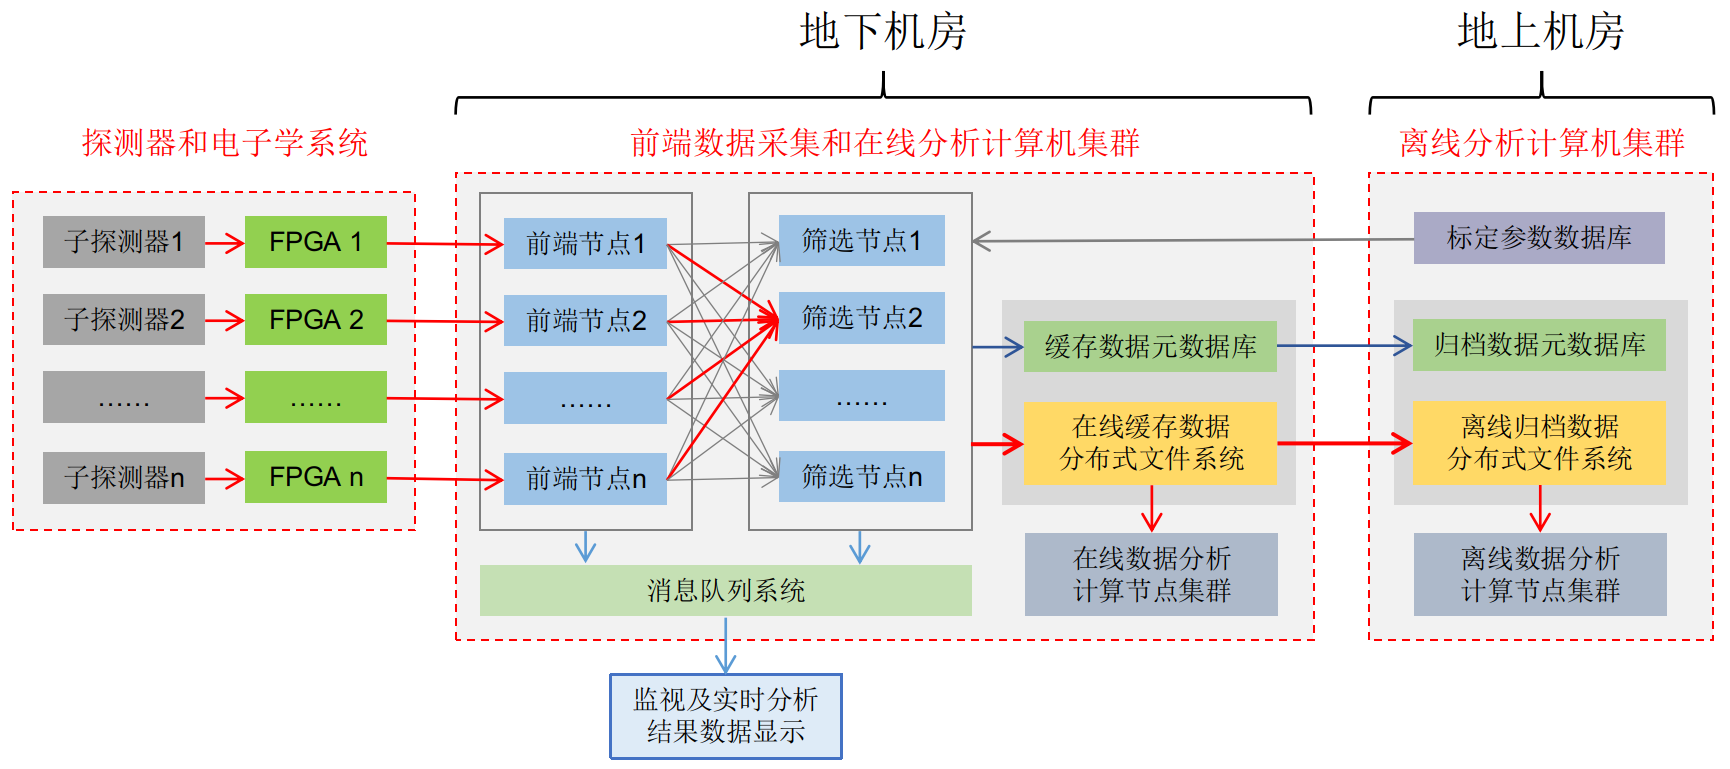 地下机房
地上机房
探测器和电子学系统
前端数据采集和在线分析计算机集群
离线分析计算机集群
子探测器1
FPGA 1
前端节点1
筛选节点1
标定参数数据库
子探测器2
FPGA 2
前端节点2
筛选节点2
缓存数据元数据库
归档数据元数据库
……
……
……
……
在线缓存数据
分布式文件系统
离线归档数据
分布式文件系统
子探测器n
FPGA n
前端节点n
筛选节点n
在线数据分析
计算节点集群
离线数据分析
计算节点集群
消息队列系统
监视及实时分析
结果数据显示